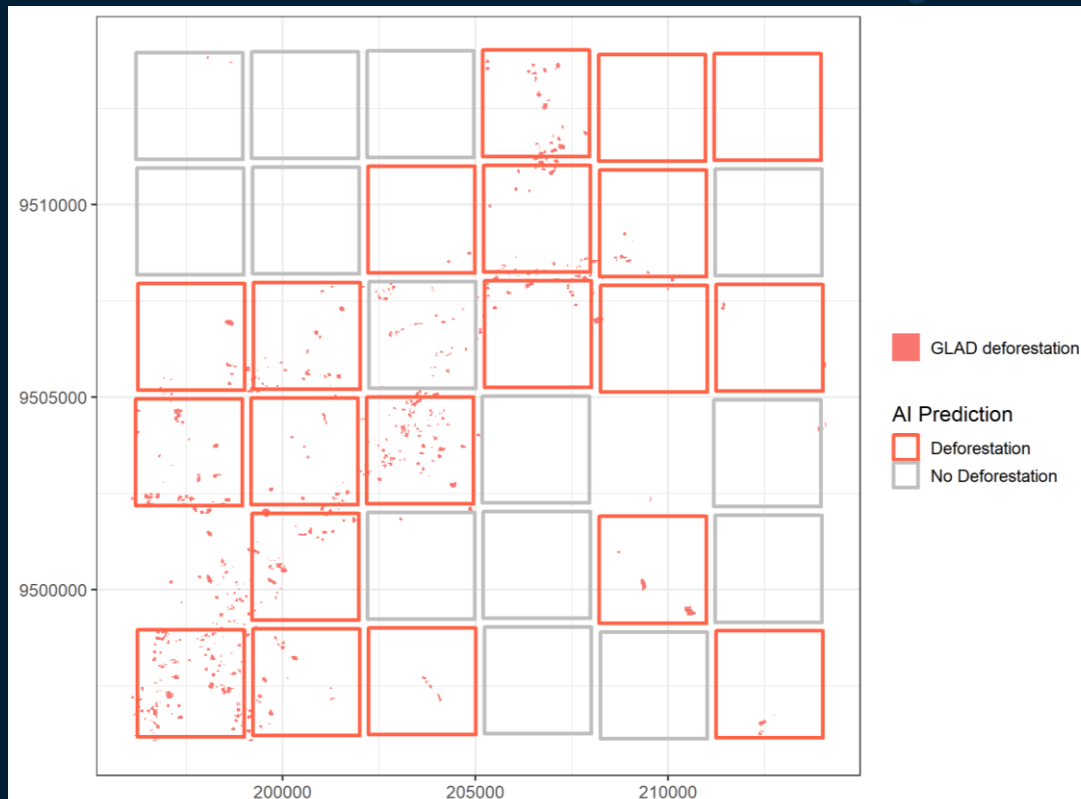 9510000
9505000
9500000
200000
205000
210000
GLAD deforestation
AI Prediction
Deforestation
No Deforestation